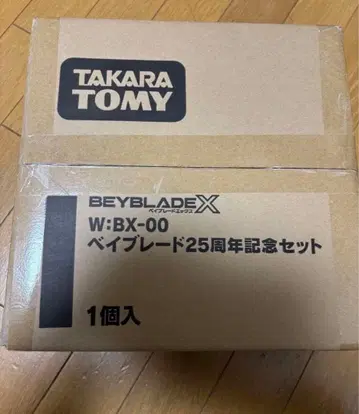 TAKARA
TOMY
BEYBLADE X
ベイブレードエックス
W:BX-00
ベイブレード25周年記念セット
1個入